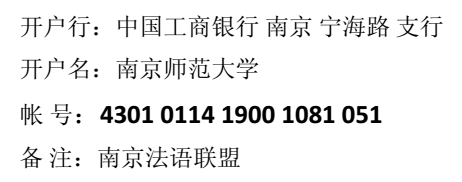 开户行：中国工商银行 南京 宁海路 支行
开户名：南京师范大学
帐 号：4301 0114 1900 1081 051
备 注：南京法语联盟